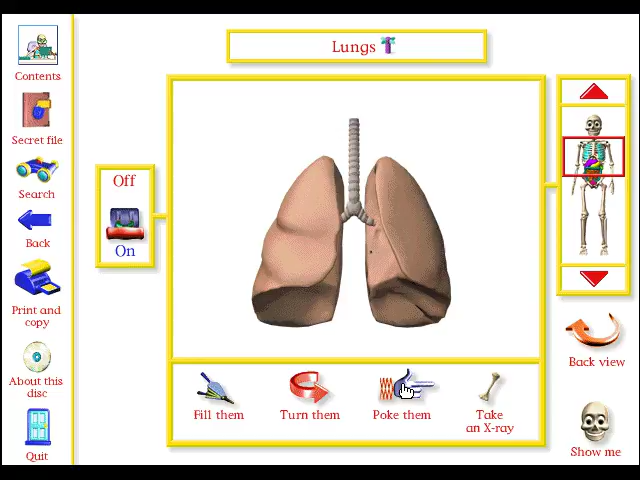 Lungs
Contents
Secret file
Search
Back
Print and
copy
About this
disc
Quit
Off
On
Fill them
Turn them
Poke them
Take
an X-ray
Back view
Show me